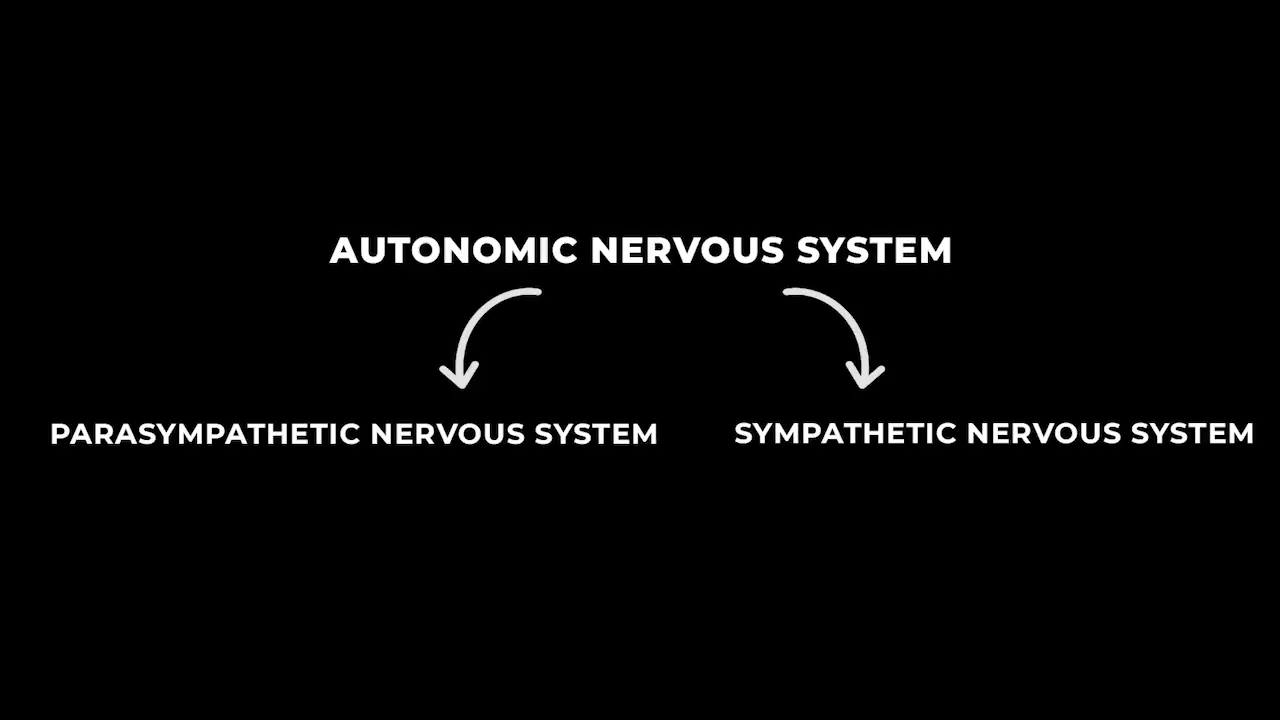 AUTONOMIC NERVOUS SYSTEM
PARASYMPATHETIC NERVOUS SYSTEM
SYMPATHETIC NERVOUS SYSTEM